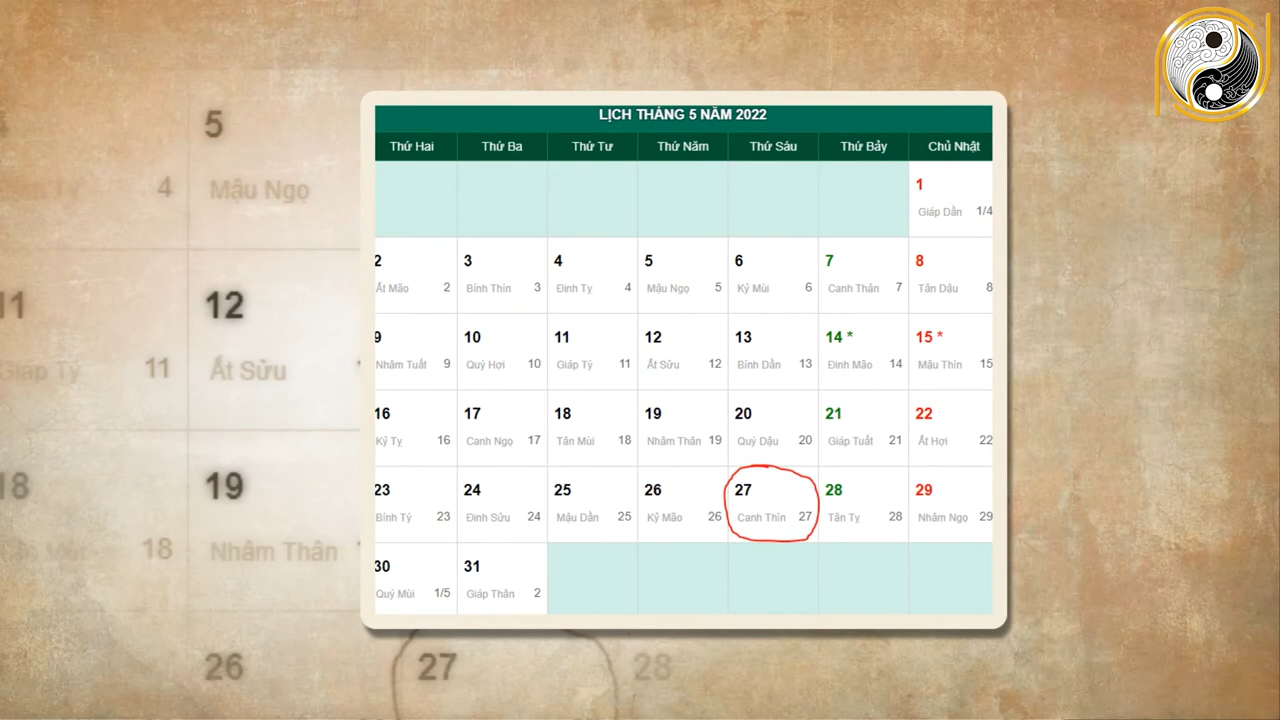 LỊCH THÁNG 5 NĂM 2022
Thứ Hai Thứ Ba Thứ Tư Thứ Năm Thứ Sáu Thứ Bảy Chủ Nhật
1
Giáp Dần 1/4
2 3 4 5 6 7 8
Ất Mão 2 Bính Thìn 3 Đinh Tỵ 4 Mậu Ngọ 5 Kỷ Mùi 6 Canh Thân 7 Tân Dậu 8
9 10 11 12 13 14 * 15 *
Nhâm Tuất 9 Quý Hợi 10 Giáp Tý 11 Ất Sửu 12 Bính Dần 13 Đinh Mão 14 Mậu Thìn 15
16 17 18 19 20 21 22
Kỷ Tỵ 16 Canh Ngọ 17 Tân Mùi 18 Nhâm Thân 19 Quý Dậu 20 Giáp Tuất 21 Ất Hợi 22
23 24 25 26 27 28 29
Bính Tý 23 Đinh Sửu 24 Mậu Dần 25 Kỷ Mão 26 Canh Thìn 27 Tân Tỵ 28 Nhâm Ngọ 29
30 31
Quý Mùi 1/5 Giáp Thân 2
5
4 Mậu Ngọ
11 12
Giáp Tý 11 Ất Sửu
18 19
18 Nhâm Thân
26 27 28